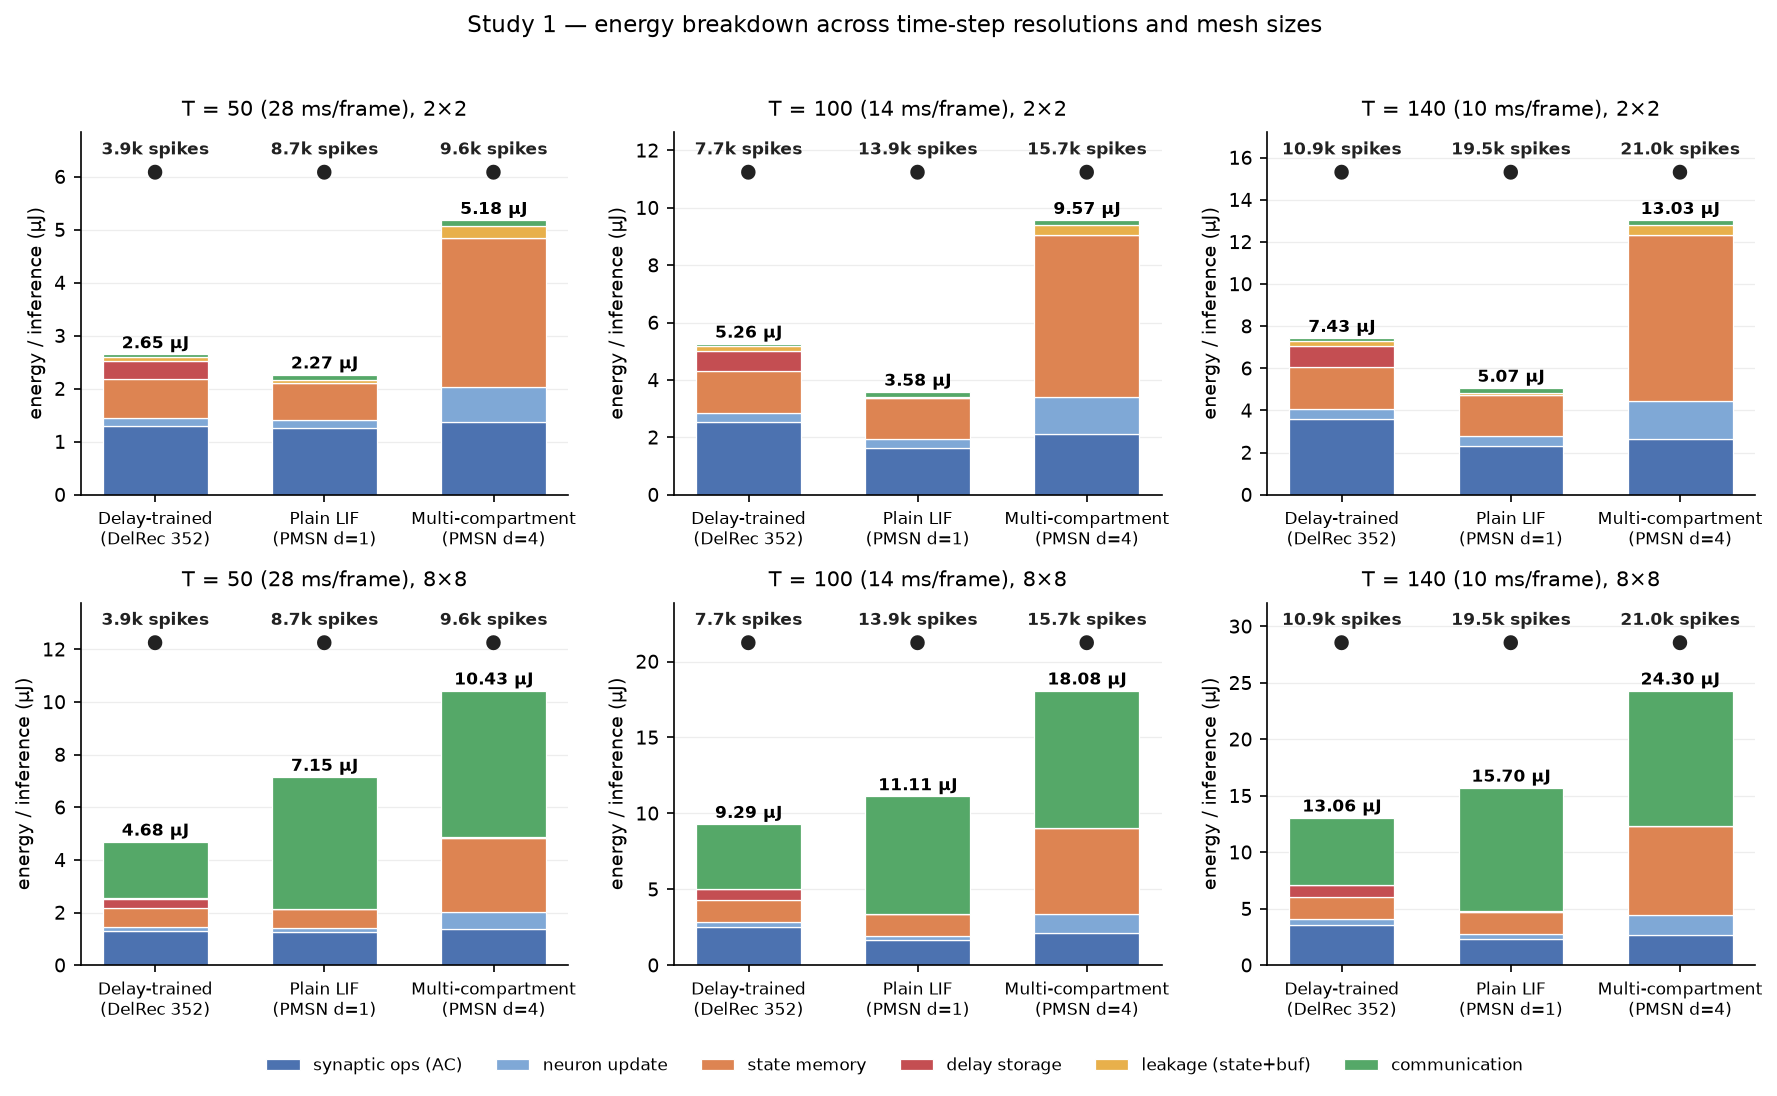 Study 1 — energy breakdown across time-step resolutions and mesh sizes
T = 50 (28 ms/frame), 2×2
energy / inference (µJ)
6
5
4
3
2
1
0
3.9k spikes
8.7k spikes
9.6k spikes
2.65 µJ
2.27 µJ
5.18 µJ
Delay-trained
(DelRec 352)
Plain LIF
(PMSN d=1)
Multi-compartment
(PMSN d=4)
T = 100 (14 ms/frame), 2×2
energy / inference (µJ)
12
10
8
6
4
2
0
7.7k spikes
13.9k spikes
15.7k spikes
5.26 µJ
3.58 µJ
9.57 µJ
Delay-trained
(DelRec 352)
Plain LIF
(PMSN d=1)
Multi-compartment
(PMSN d=4)
T = 140 (10 ms/frame), 2×2
energy / inference (µJ)
16
14
12
10
8
6
4
2
0
10.9k spikes
19.5k spikes
21.0k spikes
7.43 µJ
5.07 µJ
13.03 µJ
Delay-trained
(DelRec 352)
Plain LIF
(PMSN d=1)
Multi-compartment
(PMSN d=4)
T = 50 (28 ms/frame), 8×8
energy / inference (µJ)
12
10
8
6
4
2
0
3.9k spikes
8.7k spikes
9.6k spikes
4.68 µJ
7.15 µJ
10.43 µJ
Delay-trained
(DelRec 352)
Plain LIF
(PMSN d=1)
Multi-compartment
(PMSN d=4)
T = 100 (14 ms/frame), 8×8
energy / inference (µJ)
20
15
10
5
0
7.7k spikes
13.9k spikes
15.7k spikes
9.29 µJ
11.11 µJ
18.08 µJ
Delay-trained
(DelRec 352)
Plain LIF
(PMSN d=1)
Multi-compartment
(PMSN d=4)
T = 140 (10 ms/frame), 8×8
energy / inference (µJ)
30
25
20
15
10
5
0
10.9k spikes
19.5k spikes
21.0k spikes
13.06 µJ
15.70 µJ
24.30 µJ
Delay-trained
(DelRec 352)
Plain LIF
(PMSN d=1)
Multi-compartment
(PMSN d=4)
synaptic ops (AC)
neuron update
state memory
delay storage
leakage (state+buf)
communication